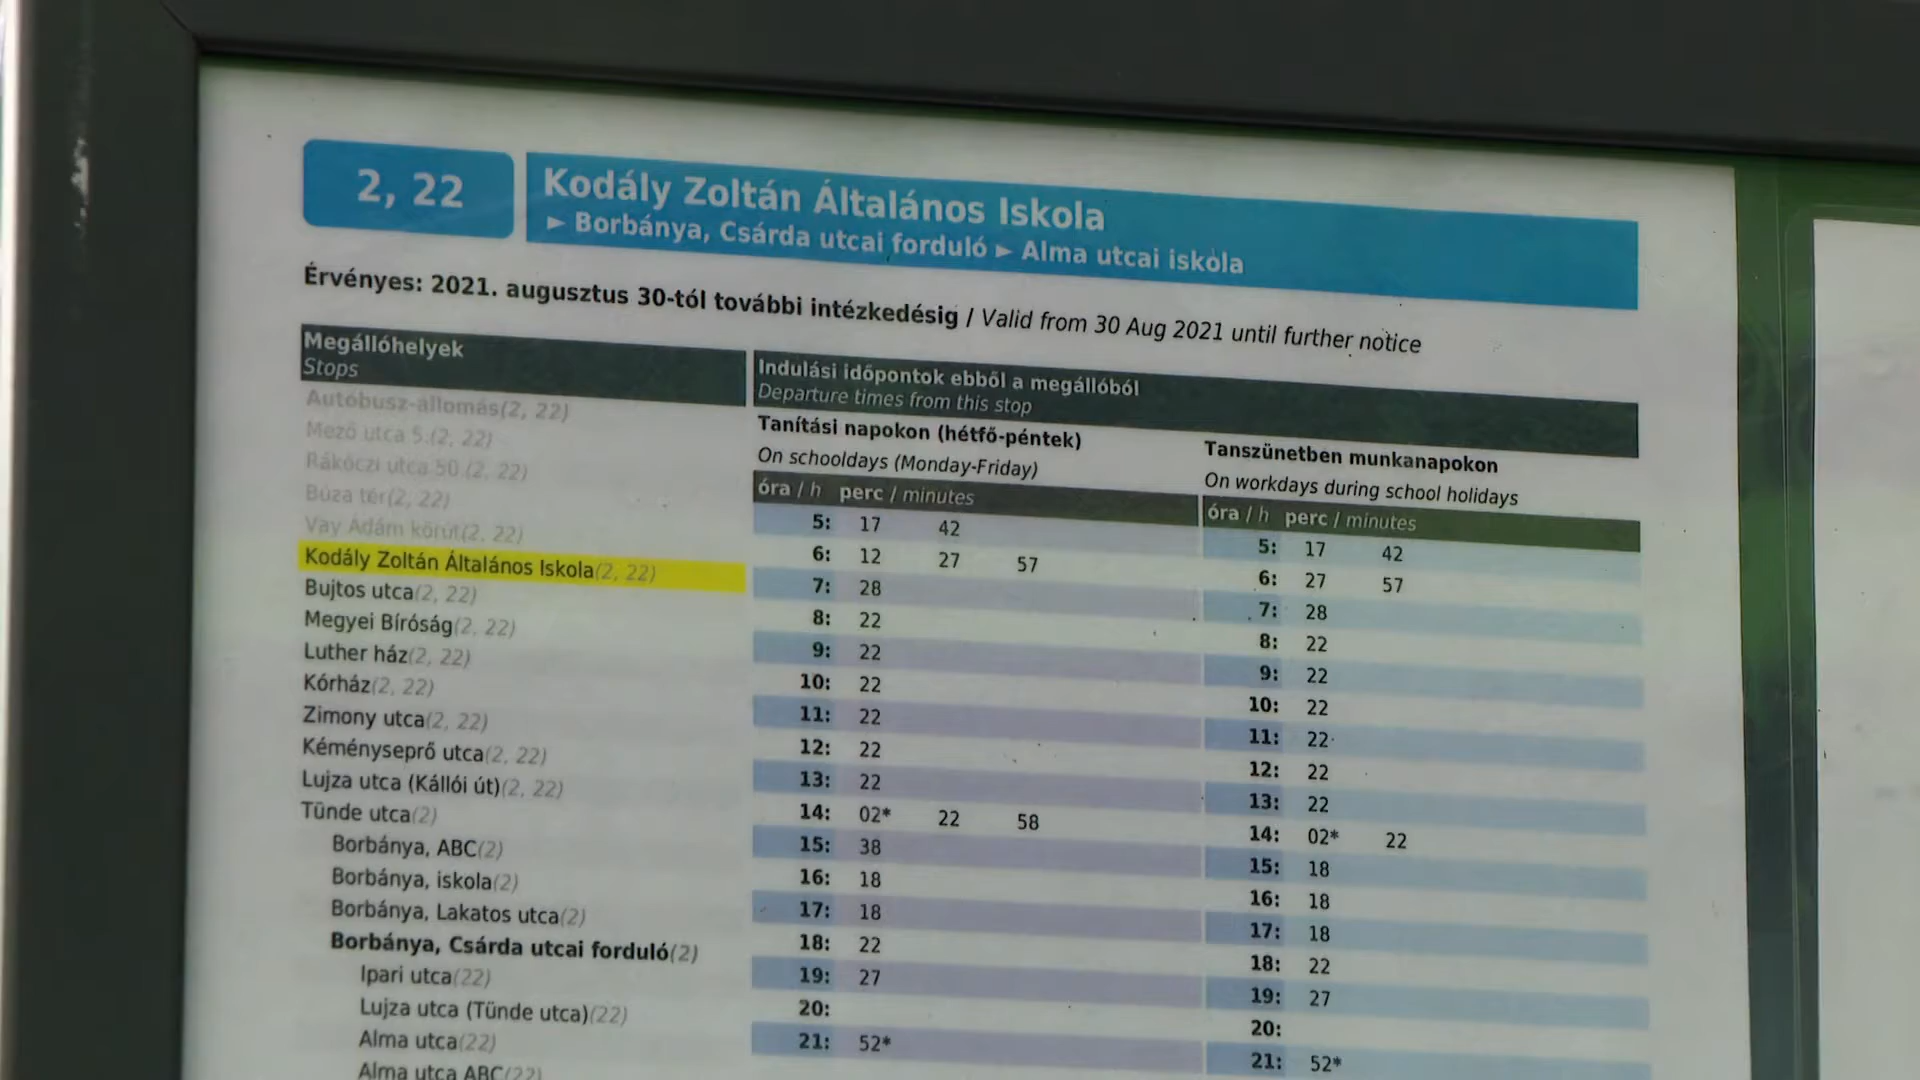 2, 22
Kodály Zoltán Általános Iskola
► Borbánya, Csárda utcai forduló ► Alma utcai iskola
Érvényes: 2021. augusztus 30-tól további intézkedésig / Valid from 30 Aug 2021 until further notice
Megállóhelyek
Stops
Autóbusz-állomás(2, 22)
Mező utca 5.(2, 22)
Rákóczi utca 50.(2, 22)
Búza tér(2, 22)
Vay Ádám körút(2, 22)
Kodály Zoltán Általános Iskola(2, 22)
Bujtos utca(2, 22)
Megyei Bíróság(2, 22)
Luther ház(2, 22)
Kórház(2, 22)
Zimony utca(2, 22)
Kéményseprő utca(2, 22)
Lujza utca (Kállói út)(2, 22)
Tünde utca(2)
Borbánya, ABC(2)
Borbánya, iskola(2)
Borbánya, Lakatos utca(2)
Borbánya, Csárda utcai forduló(2)
Ipari utca(22)
Lujza utca (Tünde utca)(22)
Alma utca(22)
Alma utca ABC(22)
Indulási időpontok ebből a megállóból
Departure times from this stop
Tanítási napokon (hétfő-péntek)
On schooldays (Monday-Friday)
óra / h perc / minutes
5: 17 42
6: 12 27 57
7: 28
8: 22
9: 22
10: 22
11: 22
12: 22
13: 22
14: 02* 22 58
15: 38
16: 18
17: 18
18: 22
19: 27
20:
21: 52*
Tanszünetben munkanapokon
On workdays during school holidays
óra / h perc / minutes
5: 17 42
6: 27 57
7: 28
8: 22
9: 22
10: 22
11: 22
12: 22
13: 22
14: 02* 22
15: 18
16: 18
17: 18
18: 22
19: 27
20:
21: 52*